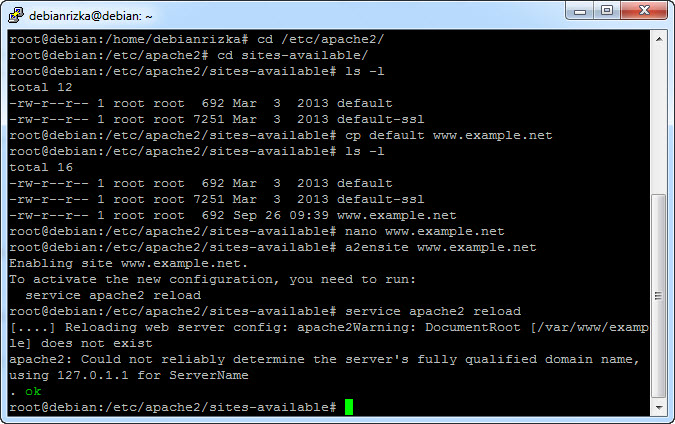 debianrizka@debian: ~
root@debian:/home/debianrizka# cd /etc/apache2/
root@debian:/etc/apache2# cd sites-available/
root@debian:/etc/apache2/sites-available# ls -l
total 12
-rw-r--r-- 1 root root  692 Mar  3  2013 default
-rw-r--r-- 1 root root 7251 Mar  3  2013 default-ssl
root@debian:/etc/apache2/sites-available# cp default www.example.net
root@debian:/etc/apache2/sites-available# ls -l
total 16
-rw-r--r-- 1 root root  692 Mar  3  2013 default
-rw-r--r-- 1 root root 7251 Mar  3  2013 default-ssl
-rw-r--r-- 1 root root  692 Sep 26 09:39 www.example.net
root@debian:/etc/apache2/sites-available# nano www.example.net
root@debian:/etc/apache2/sites-available# a2ensite www.example.net
Enabling site www.example.net.
To activate the new configuration, you need to run:
  service apache2 reload
root@debian:/etc/apache2/sites-available# service apache2 reload
[....] Reloading web server config: apache2Warning: DocumentRoot [/var/www/examp
le] does not exist
apache2: Could not reliably determine the server's fully qualified domain name,
using 127.0.1.1 for ServerName
. ok
root@debian:/etc/apache2/sites-available#